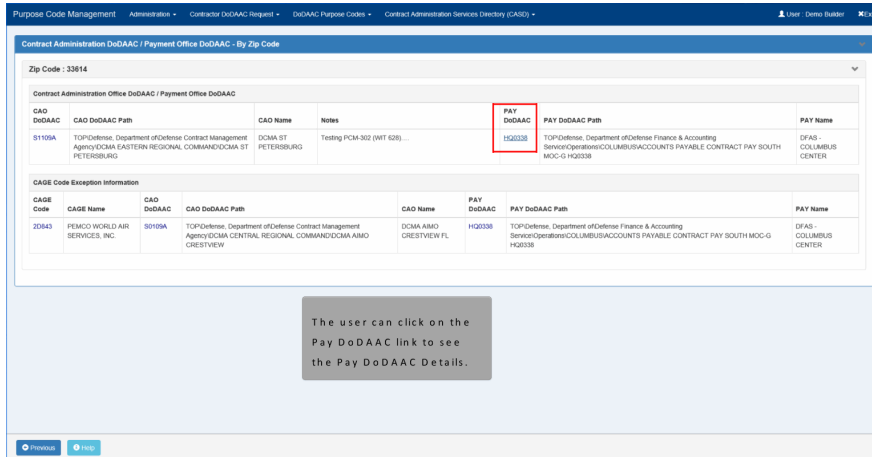 Purpose Code Management Administration Contractor DoDAAC Request DoDAAC Purpose Codes Contract Administration Services Directory (CASD) User : Demo Builder Ex
Contract Administration DoDAAC / Payment Office DoDAAC - By Zip Code
Zip Code : 33614
Contract Administration Office DoDAAC / Payment Office DoDAAC
CAO PAY
DoDAAC CAO DoDAAC Path CAO Name Notes DoDAAC PAY DoDAAC Path PAY Name
S1109A TOP\Defense, Department of\Defense Contract Management DCMA ST Testing PCM-302 (WIT 628).... HQ0338 TOP\Defense, Department of\Defense Finance & Accounting DFAS -
Agency\DCMA EASTERN REGIONAL COMMAND\DCMA ST PETERSBURG Service\Operations\COLUMBUS\ACCOUNTS PAYABLE CONTRACT PAY SOUTH COLUMBUS
PETERSBURG MOC-G HQ0338 CENTER
CAGE Code Exception Information
CAGE CAO PAY
Code CAGE Name DoDAAC CAO DoDAAC Path CAO Name DoDAAC PAY DoDAAC Path PAY Name
2D843 PEMCO WORLD AIR S0109A TOP\Defense, Department of\Defense Contract Management DCMA AIMO HQ0338 TOP\Defense, Department of\Defense Finance & Accounting DFAS -
SERVICES, INC. Agency\DCMA CENTRAL REGIONAL COMMAND\DCMA AIMO CRESTVIEW FL Service\Operations\COLUMBUS\ACCOUNTS PAYABLE CONTRACT PAY SOUTH MOC-G COLUMBUS
CRESTVIEW HQ0338 CENTER
The user can click on the
Pay DoDAAC link to see
the Pay DoDAAC Details.
Previous Help